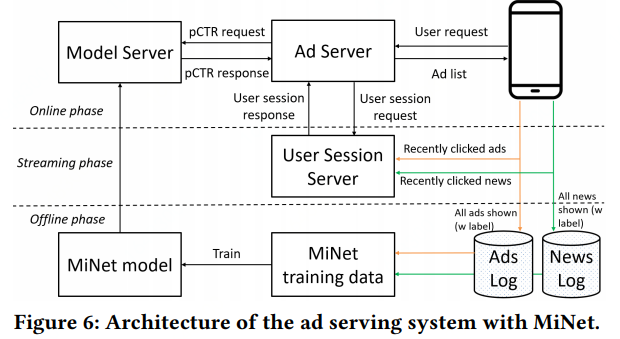 pCTR request
User request
Model Server
Ad Server
pCTR response
Ad list
User session
response
User session
request
Online phase
Streaming phase
User Session
Server
Recently clicked ads
Recently clicked news
All news
shown (w
label)
Offline phase
All ads shown
(w label)
MiNet model
Train
MiNet
training data
Ads
Log
News
Log
Figure 6: Architecture of the ad serving system with MiNet.